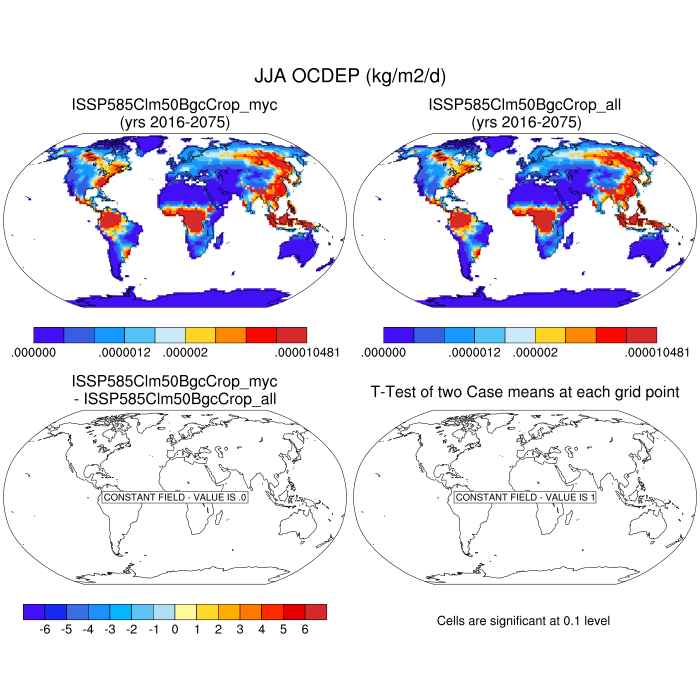 JJA OCDEP (kg/m2/d)
ISSP585Clm50BgcCrop_myc
(yrs 2016-2075)
ISSP585Clm50BgcCrop_all
(yrs 2016-2075)
.000000 .0000012 .000002 .000010481
.000000 .0000012 .000002 .000010481
ISSP585Clm50BgcCrop_myc
- ISSP585Clm50BgcCrop_all
T-Test of two Case means at each grid point
CONSTANT FIELD - VALUE IS .0
CONSTANT FIELD - VALUE IS 1
-6 -5 -4 -3 -2 -1 0 1 2 3 4 5 6
Cells are significant at 0.1 level